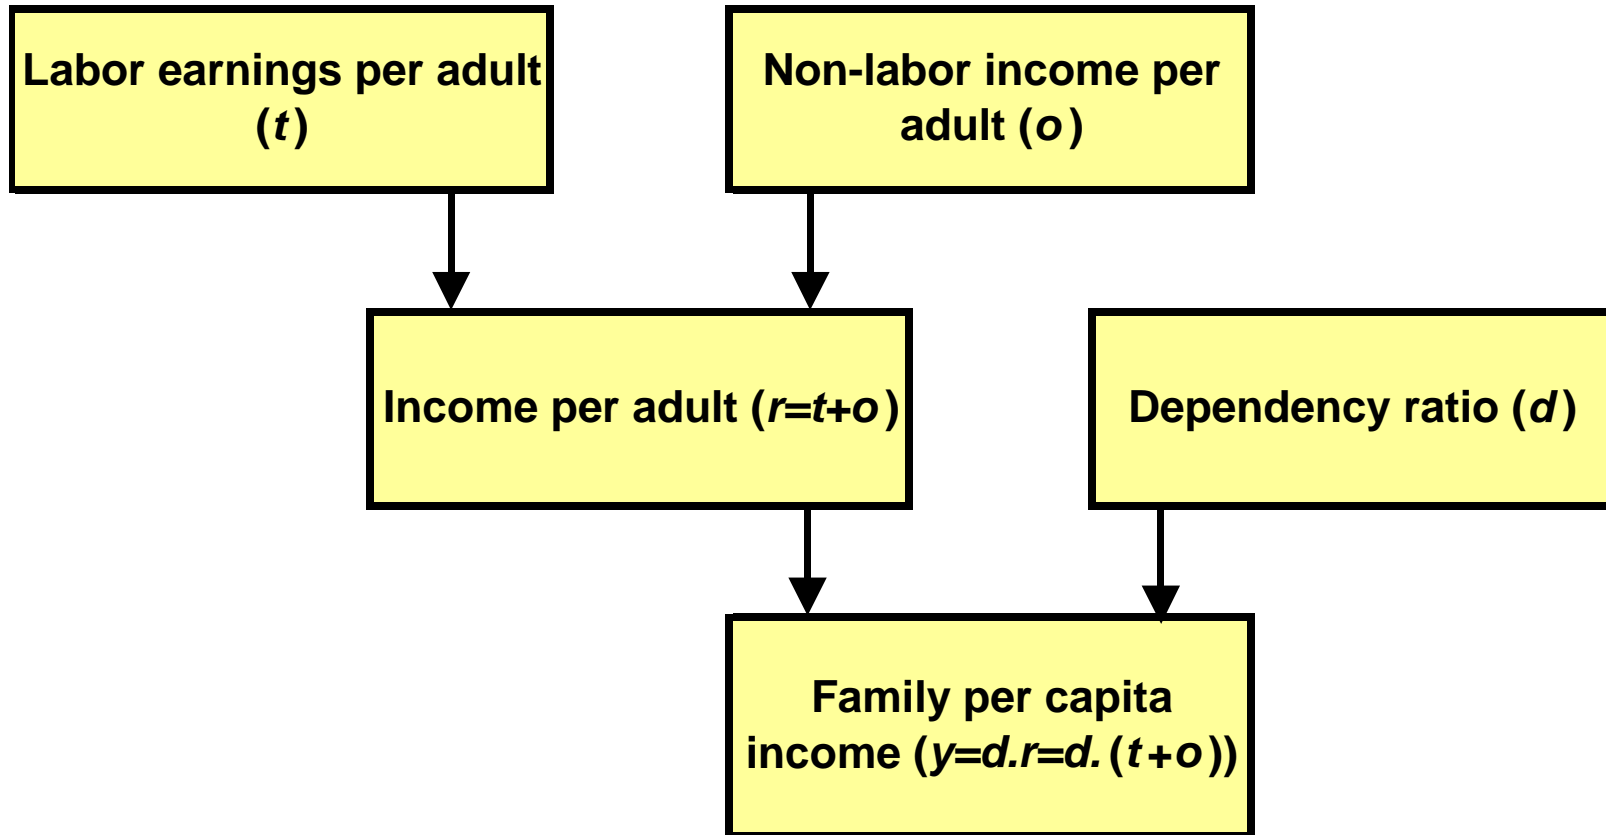 Labor earnings per adult
(t)
Non-labor income per
adult (o)
Income per adult (r=t+o)
Dependency ratio (d)
Family per capita
income (y=d.r=d.(t+o))